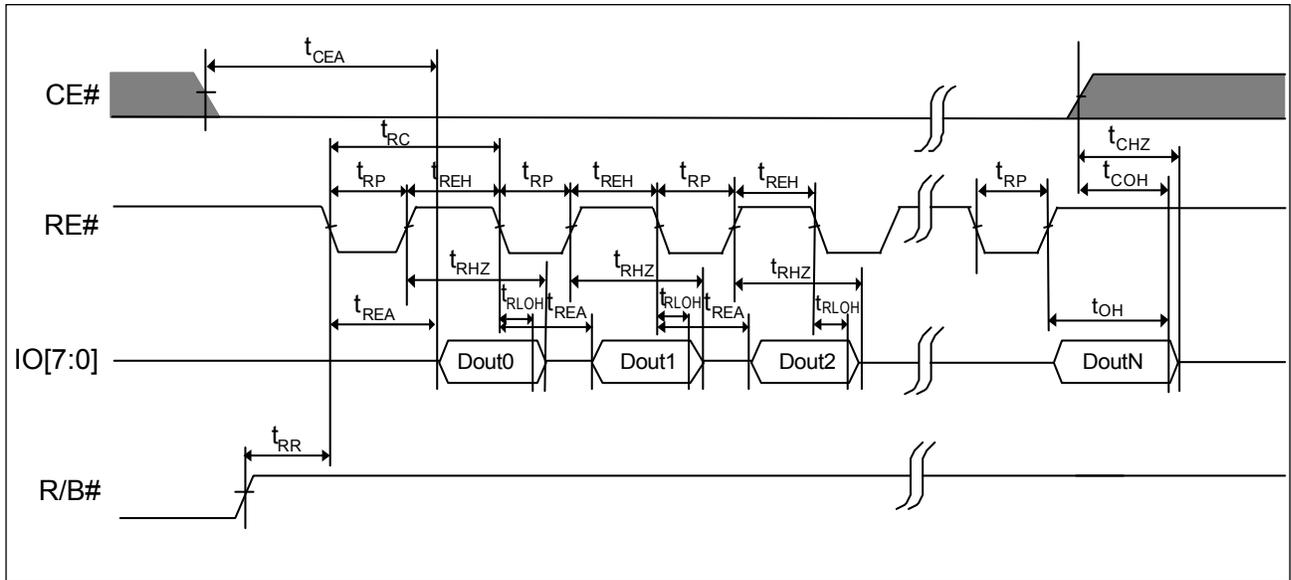 tCEA
CE#
tRC
tCHZ
tRP tREH tRP tREH tRP tREH tRP tCOH
RE#
tRHZ tRHZ tRHZ
tREA tRLOH tREA tRLOH tREA tRLOH tOH
IO[7:0] Dout0 Dout1 Dout2 DoutN
tRR
R/B#